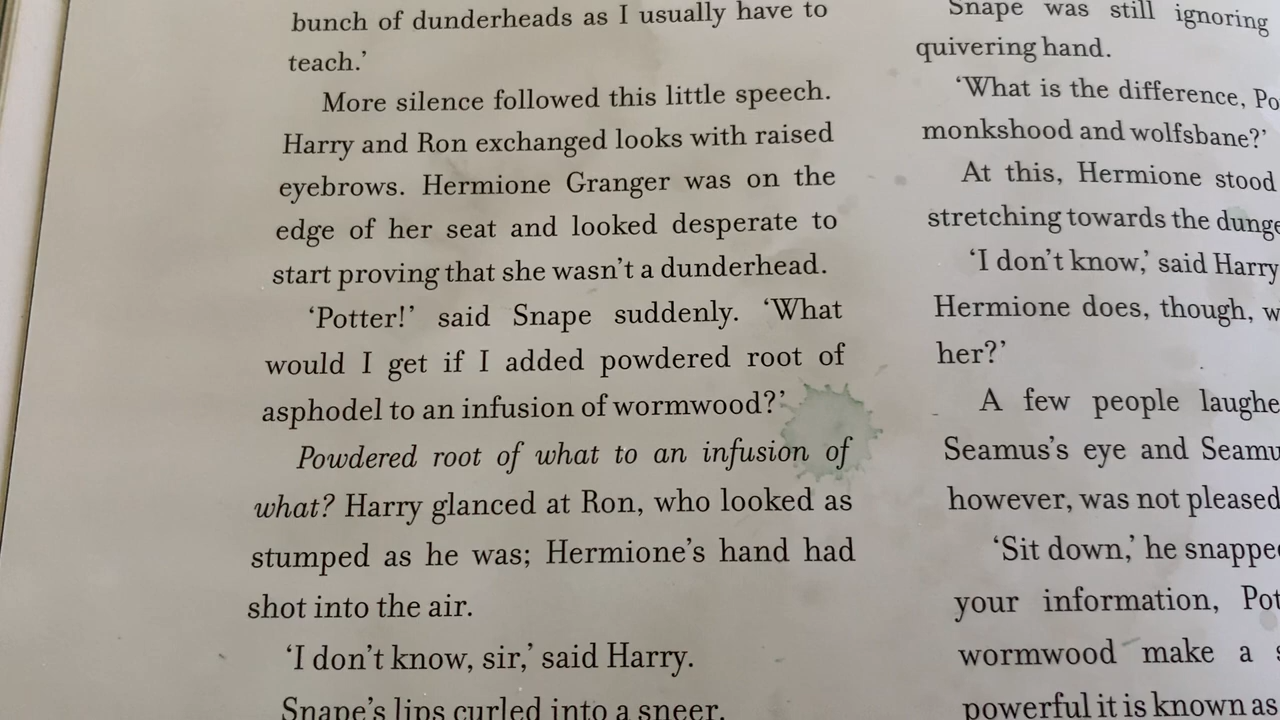 bunch of dunderheads as I usually have to
teach.’
More silence followed this little speech.
Harry and Ron exchanged looks with raised
eyebrows. Hermione Granger was on the
edge of her seat and looked desperate to
start proving that she wasn’t a dunderhead.
‘Potter!’ said Snape suddenly. ‘What
would I get if I added powdered root of
asphodel to an infusion of wormwood?’
Powdered root of what to an infusion of
what? Harry glanced at Ron, who looked as
stumped as he was; Hermione’s hand had
shot into the air.
‘I don’t know, sir,’ said Harry.
Snape’s lips curled into a sneer.
Snape was still ignoring
quivering hand.
‘What is the difference, Po
monkshood and wolfsbane?’
At this, Hermione stood
stretching towards the dunge
‘I don’t know,’ said Harry
Hermione does, though, w
her?’
A few people laughe
Seamus’s eye and Seamu
however, was not pleased
‘Sit down,’ he snappe
your information, Pot
wormwood make a s
powerful it is known as